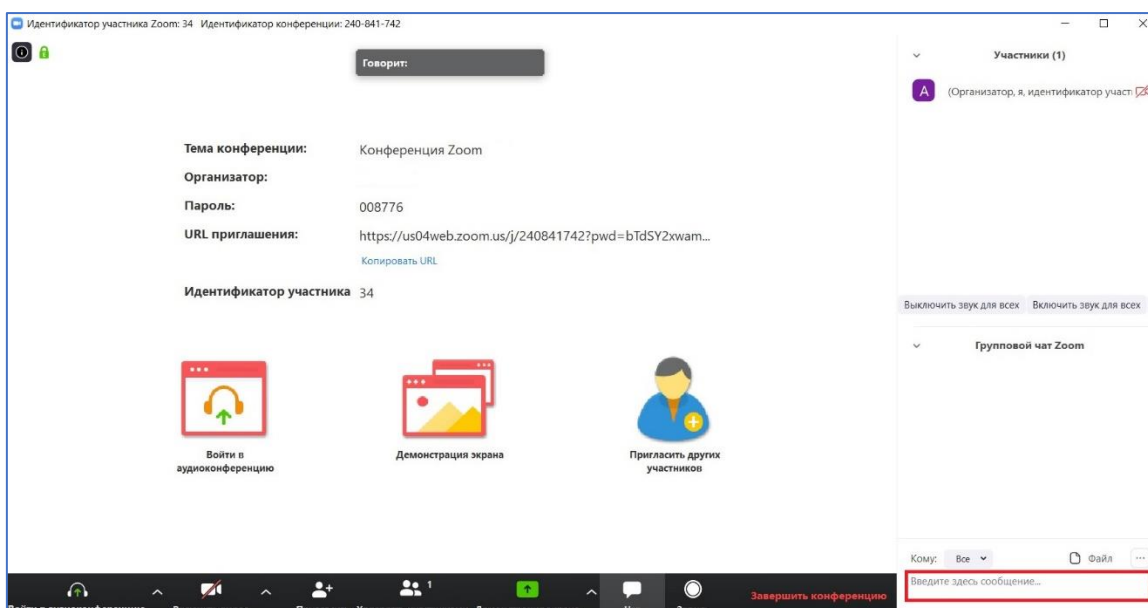 Идентификатор участника Zoom: 34 Идентификатор конференции: 240-841-742
Говорит:
Тема конференции: Конференция Zoom
Организатор:
Пароль: 008776
URL приглашения: https://us04web.zoom.us/j/240841742?pwd=bTdSY2xwam...
Копировать URL
Идентификатор участника 34
Войти в
аудиоконференцию
Демонстрация экрана
Пригласить других
участников
Участники (1)
A (Организатор, я, идентификатор участ
Выключить звук для всех Включить звук для всех
Групповой чат Zoom
Кому: Все Файл ...
Введите здесь сообщение...
1
Завершить конференцию